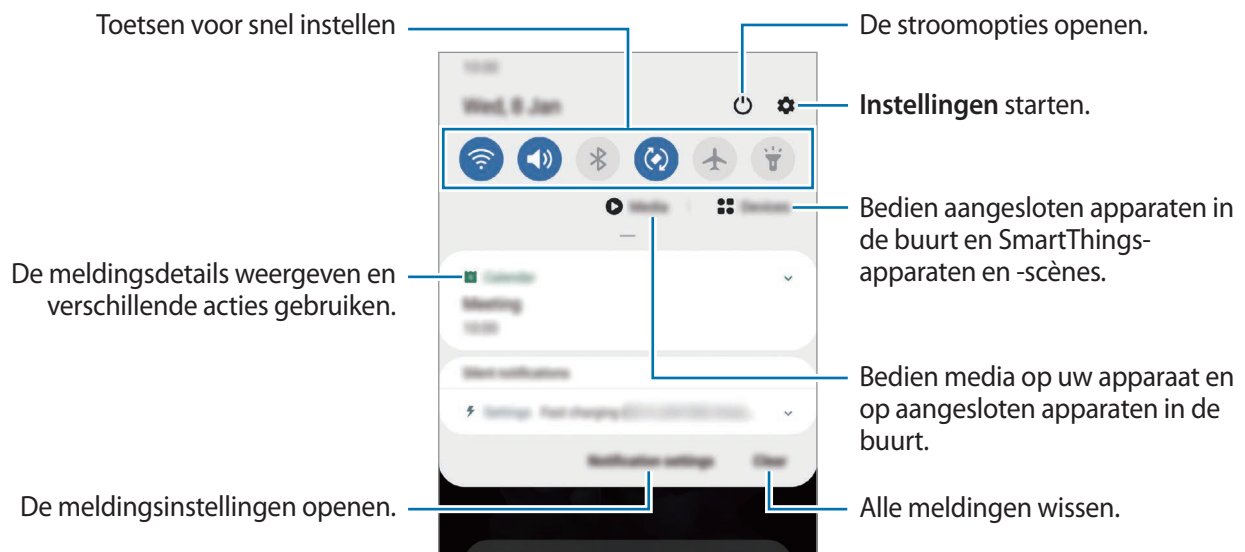 Toetsen voor snel instellen
De stroomopties openen.
Wed, 8 Jan
Instellingen starten.
Media
Devices
Bedien aangesloten apparaten in
de buurt en SmartThings-
apparaten en -scènes.
De meldingsdetails weergeven en
verschillende acties gebruiken.
Calendar
Meeting
10:00
Silent notifications
Settings Fast charging
Bedien media op uw apparaat en
op aangesloten apparaten in de
buurt.
Notification settings
Clear
De meldingsinstellingen openen.
Alle meldingen wissen.